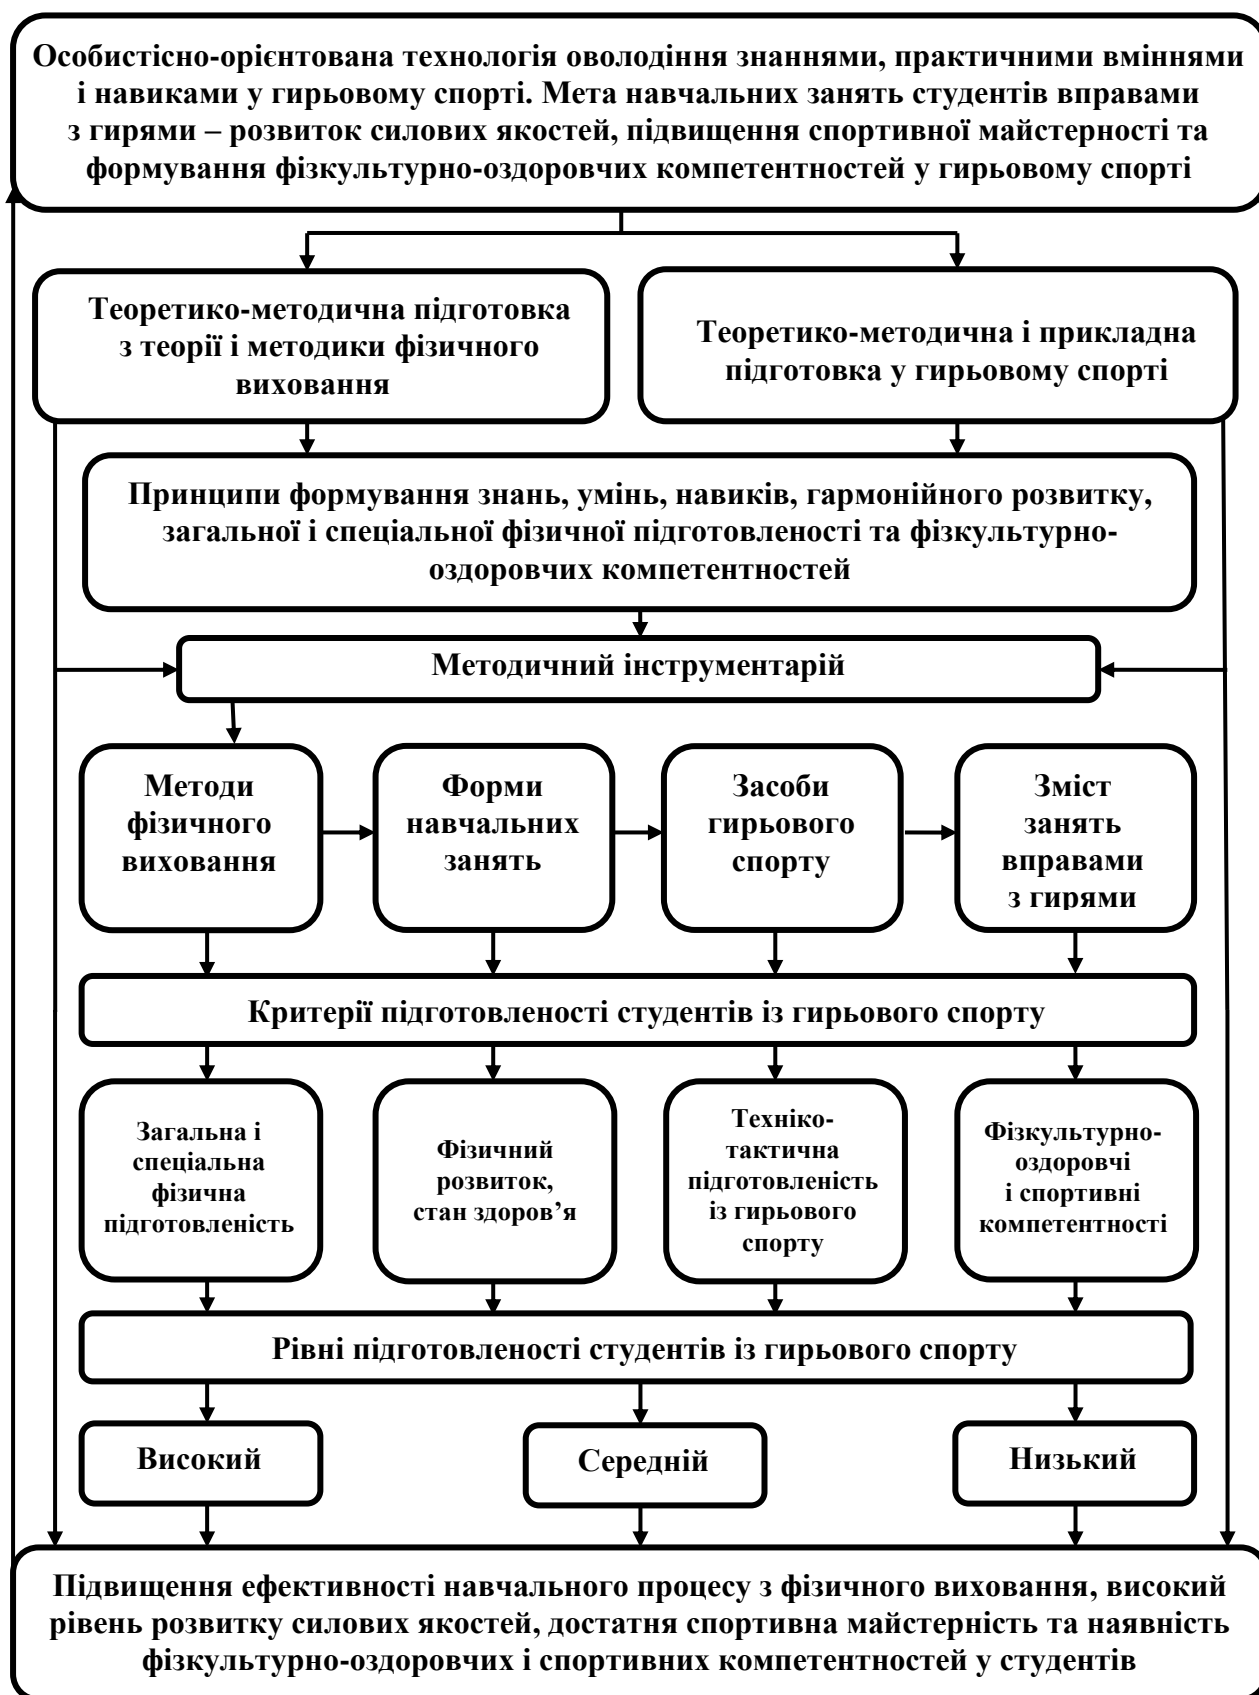 Особистісно-орієнтована технологія оволодіння знаннями, практичними вміннями
і навиками у гирьовому спорті. Мета навчальних занять студентів вправами
з гирями – розвиток силових якостей, підвищення спортивної майстерності та
формування фізкультурно-оздоровчих компетентностей у гирьовому спорті
Теоретико-методична підготовка
з теорії і методики фізичного
виховання
Теоретико-методична і прикладна
підготовка у гирьовому спорті
Принципи формування знань, умінь, навиків, гармонійного розвитку,
загальної і спеціальної фізичної підготовленості та фізкультурно-
оздоровчих компетентностей
Методичний інструментарій
Методи
фізичного
виховання
Форми
навчальних
занять
Засоби
гирьового
спорту
Зміст
занять
вправами
з гирями
Критерії підготовленості студентів із гирьового спорту
Загальна і
спеціальна
фізична
підготовленість
Фізичний
розвиток,
стан здоров’я
Техніко-
тактична
підготовленість
із гирьового
спорту
Фізкультурно-
оздоровчі
і спортивні
компетентності
Рівні підготовленості студентів із гирьового спорту
Високий
Середній
Низький
Підвищення ефективності навчального процесу з фізичного виховання, високий
рівень розвитку силових якостей, достатня спортивна майстерність та наявність
фізкультурно-оздоровчих і спортивних компетентностей у студентів